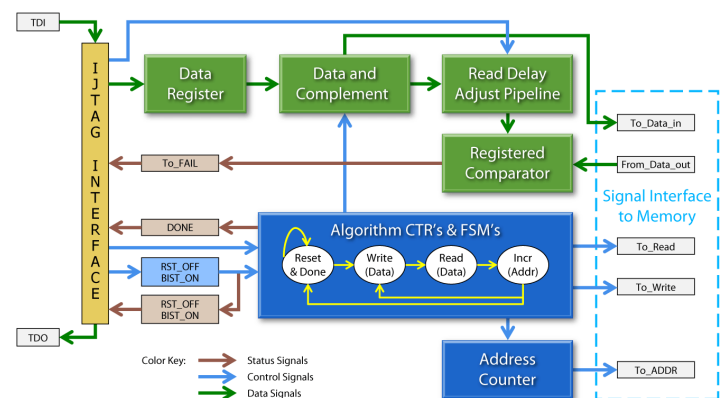 TDI
IJTAG INTERFACE
Data
Register
Data and
Complement
Read Delay
Adjust Pipeline
To_Data_in
To_FAIL
Registered
Comparator
From_Data_out
Signal Interface
to Memory
DONE
Algorithm CTR's & FSM's
Reset
& Done
Write
(Data)
Read
(Data)
Incr
(Addr)
To_Read
RST_OFF
BIST_ON
To_Write
RST_OFF
BIST_ON
TDO
Address
Counter
To_ADDR
Color Key:
Status Signals
Control Signals
Data Signals